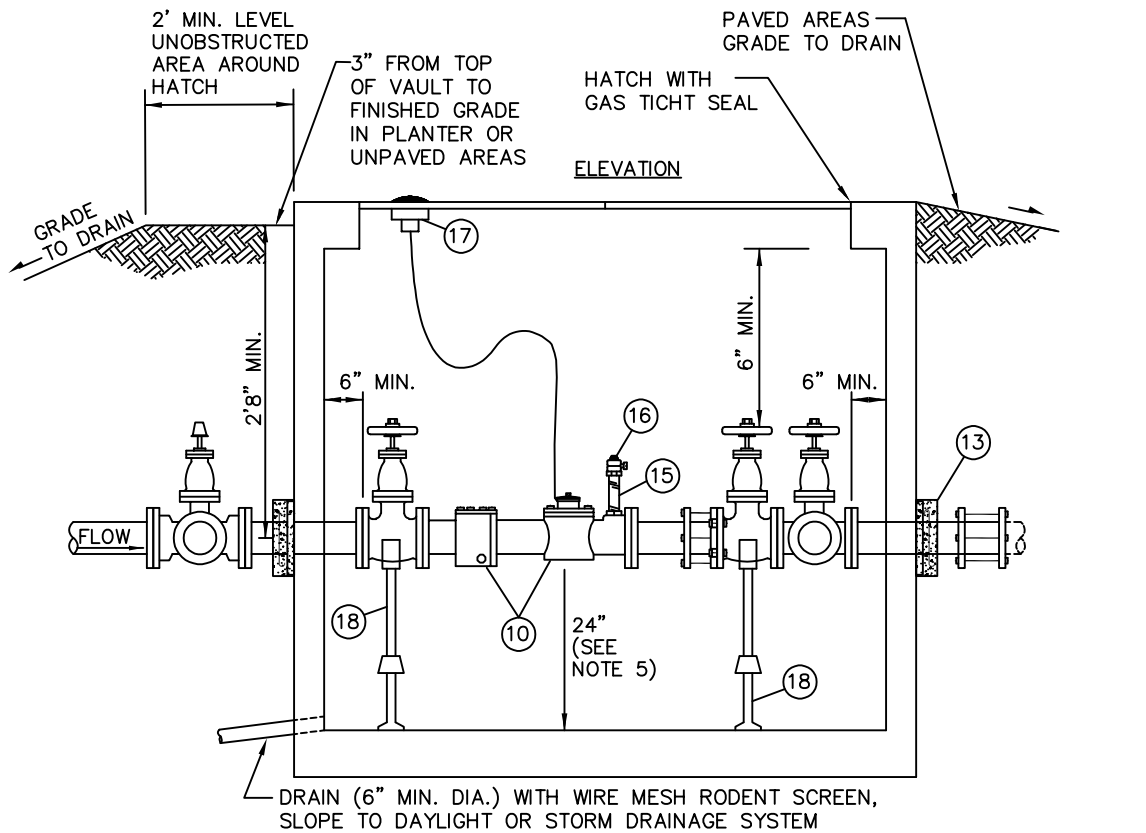 2' MIN. LEVEL
UNOBSTRUCTED
AREA AROUND
HATCH
3" FROM TOP
OF VAULT TO
FINISHED GRADE
IN PLANTER OR
UNPAVED AREAS
PAVED AREAS
GRADE TO DRAIN
HATCH WITH
GAS TICHT SEAL
ELEVATION
GRADE
TO DRAIN
17
2'8" MIN.
6" MIN.
6" MIN.
6" MIN.
16
15
13
FLOW
18
10
24"
(SEE
NOTE 5)
18
DRAIN (6" MIN. DIA.) WITH WIRE MESH RODENT SCREEN,
SLOPE TO DAYLIGHT OR STORM DRAINAGE SYSTEM